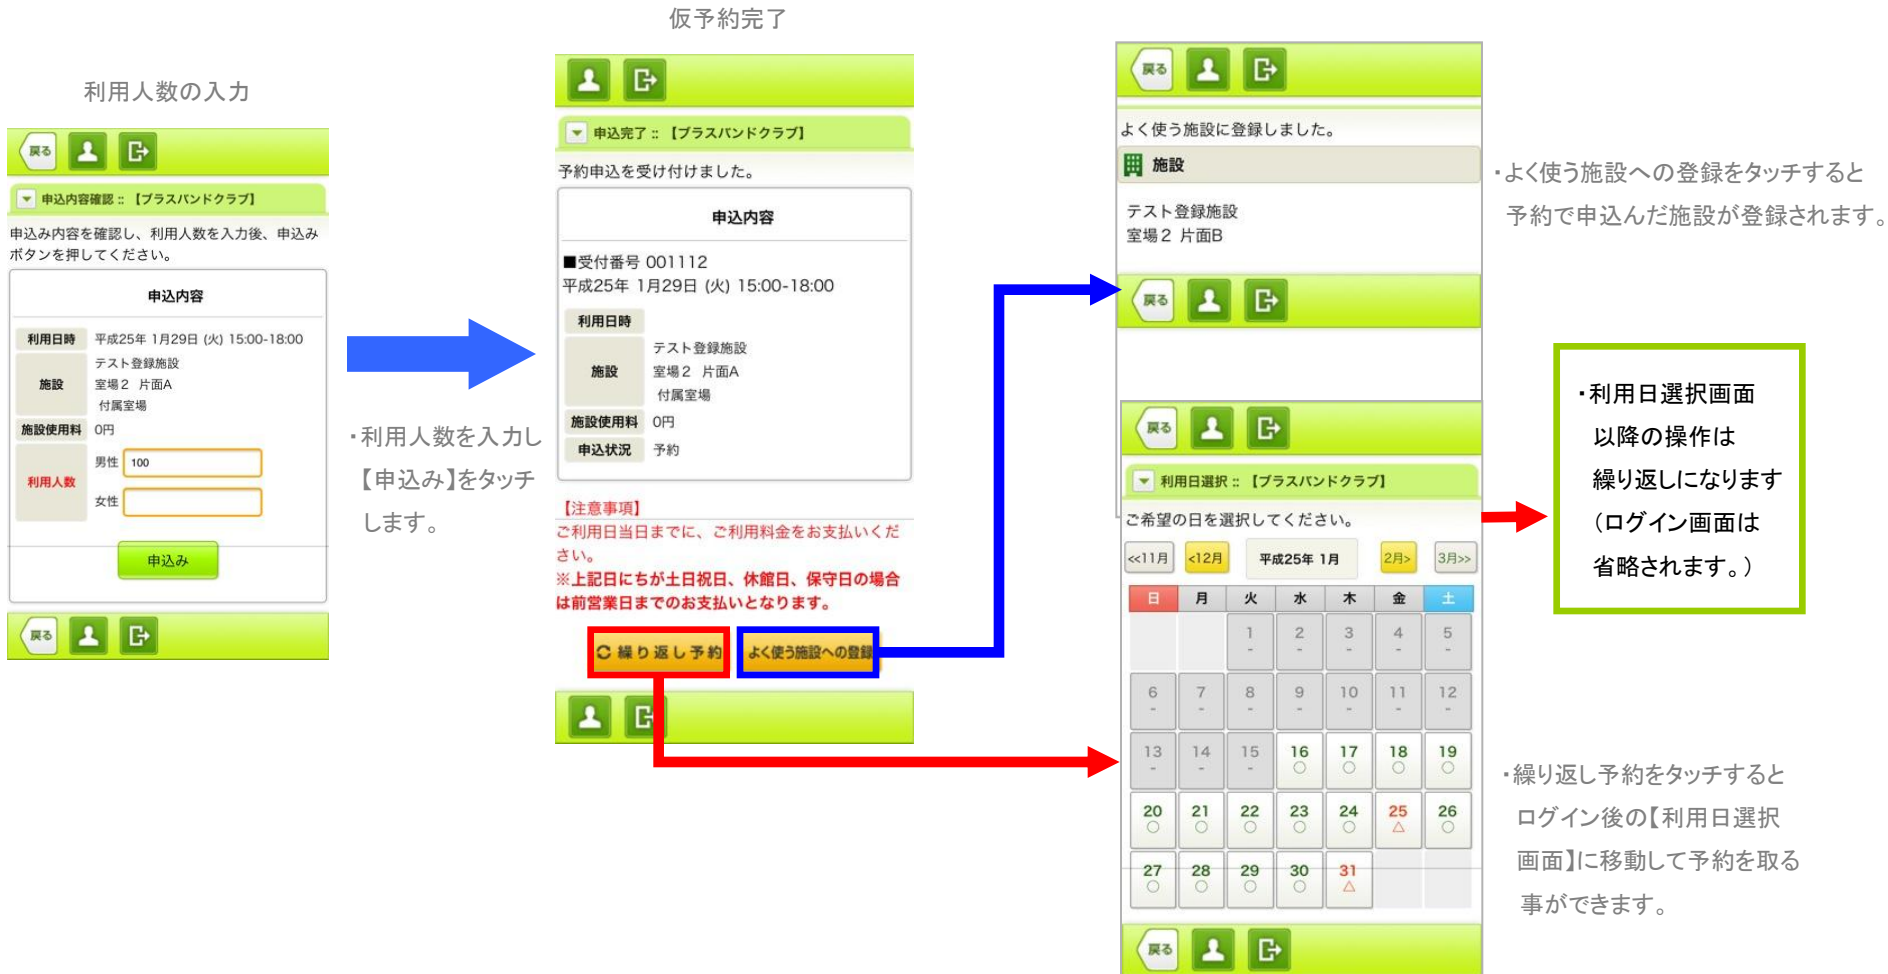 利用人数の入力
戻る
申込内容確認 :: 【ブラスバンドクラブ】
申込み内容を確認し、利用人数を入力後、申込み
ボタンを押してください。
申込内容
利用日時 平成25年 1月29日 (火) 15:00-18:00
施設 テスト登録施設
室場2 片面A
付属室場
施設使用料 0円
利用人数
男性 100
女性
申込み
戻る
・利用人数を入力し
【申込み】をタッチ
します。
仮予約完了
申込完了 :: 【ブラスバンドクラブ】
予約申込を受け付けました。
申込内容
■受付番号 001112
平成25年 1月29日 (火) 15:00-18:00
利用日時
施設 テスト登録施設
室場2 片面A
付属室場
施設使用料 0円
申込状況 予約
【注意事項】
ご利用日当日までに、ご利用料金をお支払いくだ
さい。
※上記日にちが土日祝日、休館日、保守日の場合
は前営業日までのお支払いとなります。
繰り返し予約 よく使う施設への登録
戻る
よく使う施設に登録しました。
施設
テスト登録施設
室場2 片面B
戻る
・よく使う施設への登録をタッチすると
予約で申込んだ施設が登録されます。
戻る
利用日選択 :: 【ブラスバンドクラブ】
ご希望の日を選択してください。
<<11月 <12月 平成25年 1月 2月> 3月>>
日 月 火 水 木 金 土
1 2 3 4 5
- - - - -
6 7 8 9 10 11 12
- - - - - - -
13 14 15 16 17 18 19
- - - ○ ○ ○ ○
20 21 22 23 24 25 26
○ ○ ○ ○ ○ △ ○
27 28 29 30 31
○ ○ ○ ○ △
戻る
・利用日選択画面
以降の操作は
繰り返しになります
（ログイン画面は
省略されます。）
・繰り返し予約をタッチすると
ログイン後の【利用日選択
画面】に移動して予約を取る
事ができます。